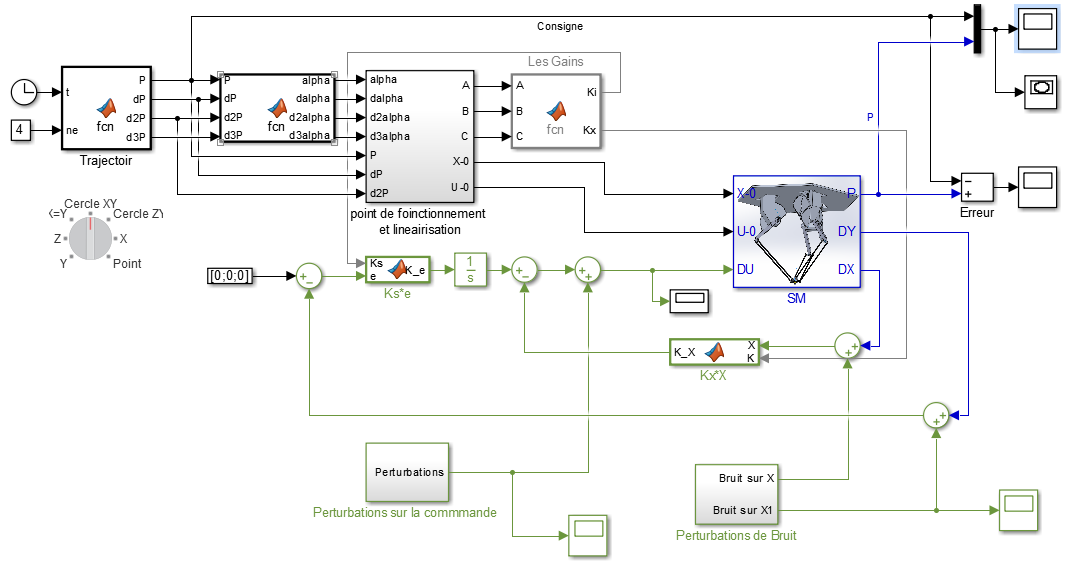 Consigne
t
ne
fcn
P
dP
d2P
d3P
Trajectoir
4
P
dP
d2P
d3P
fcn
alpha
dalpha
d2alpha
d3alpha
alpha
dalpha
d2alpha
d3alpha
P
dP
d2P
A
B
C
X-0
U-0
point de foinctionnement
et lineairisation
Les Gains
A
B
C
fcn
Ki
Kx
P
X-0
U-0
DU
P
DY
DX
SM
Erreur
Cercle XY
<=Y
Cercle ZY
Z
X
Y
Point
[0;0;0]
Ks
e
K_e
Ks*e
1
s
K_X
X
K
Kx*X
Perturbations
Perturbations sur la commmande
Bruit sur X
Bruit sur X1
Perturbations de Bruit